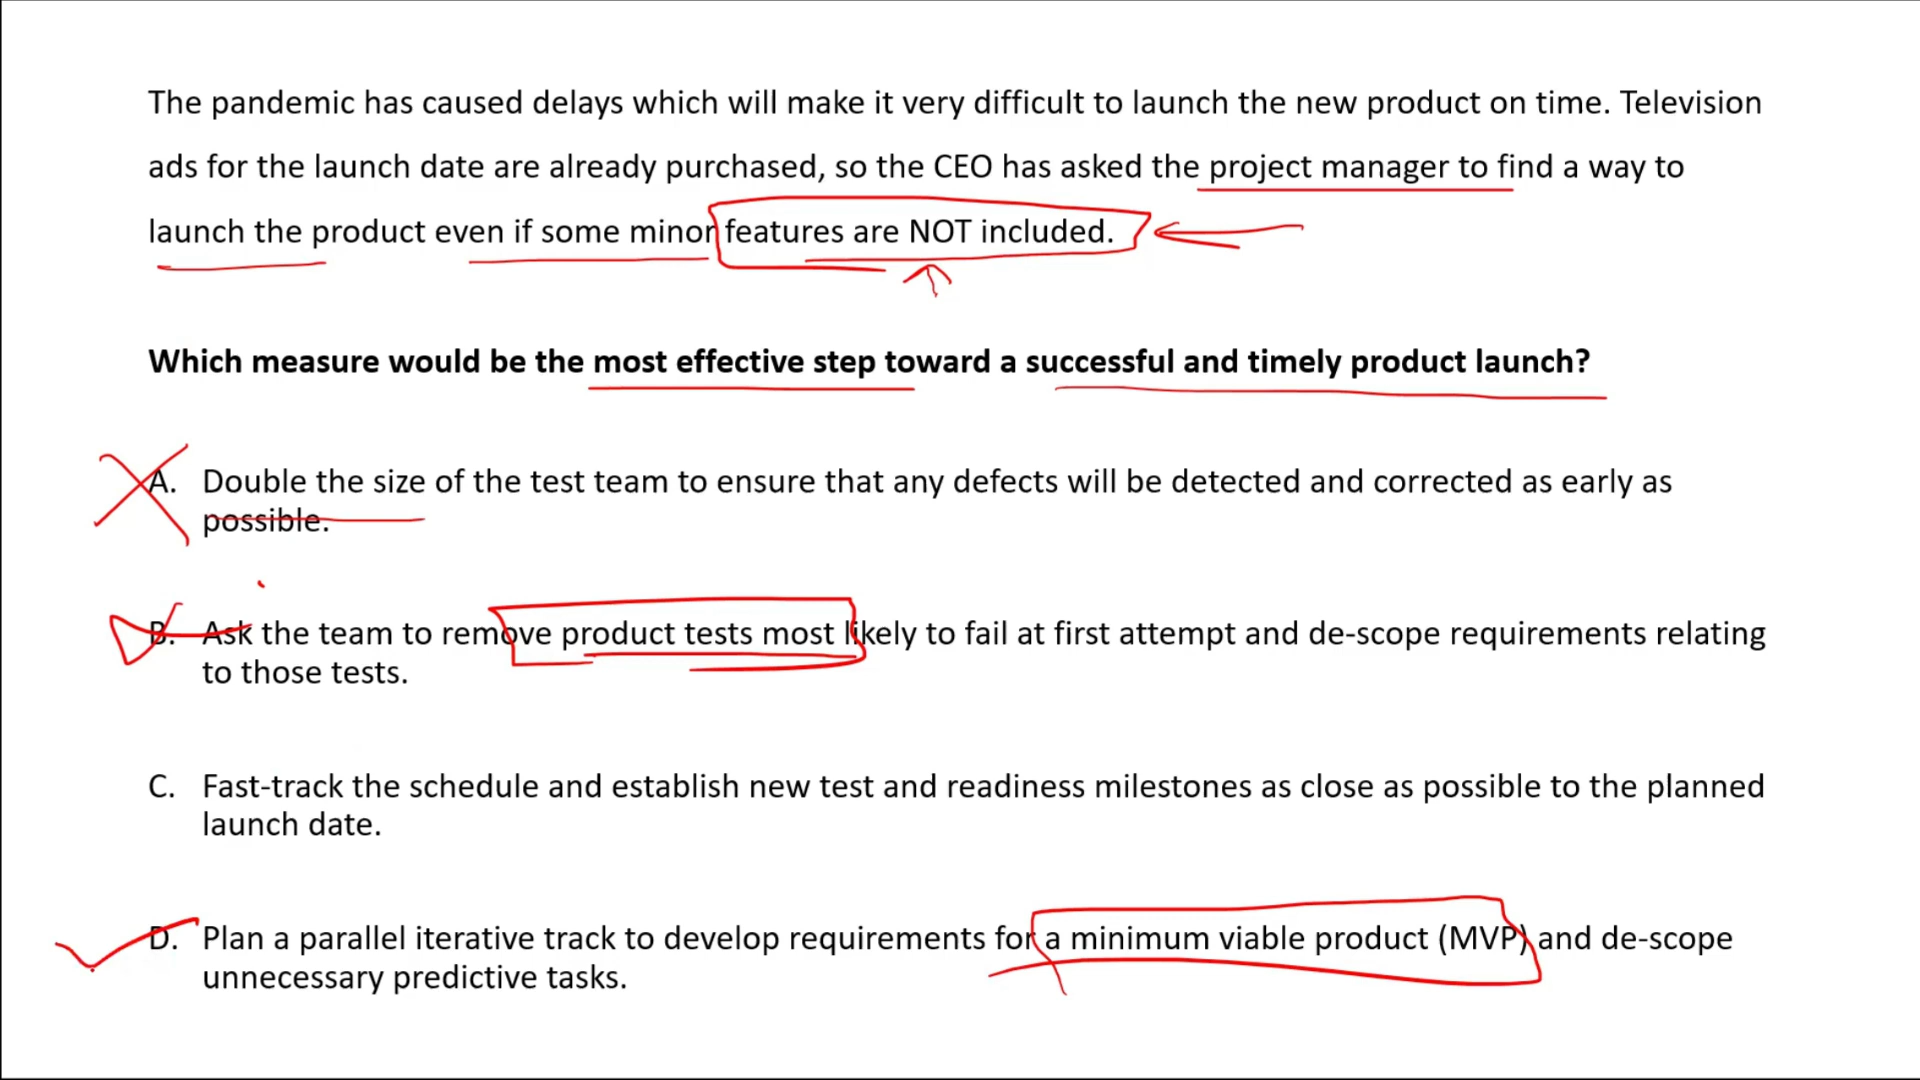 The pandemic has caused delays which will make it very difficult to launch the new product on time. Television
ads for the launch date are already purchased, so the CEO has asked the project manager to find a way to
launch the product even if some minor features are NOT included.
Which measure would be the most effective step toward a successful and timely product launch?
A. Double the size of the test team to ensure that any defects will be detected and corrected as early as
possible.
B. Ask the team to remove product tests most likely to fail at first attempt and de-scope requirements relating
to those tests.
C. Fast-track the schedule and establish new test and readiness milestones as close as possible to the planned
launch date.
D. Plan a parallel iterative track to develop requirements for a minimum viable product (MVP) and de-scope
unnecessary predictive tasks.